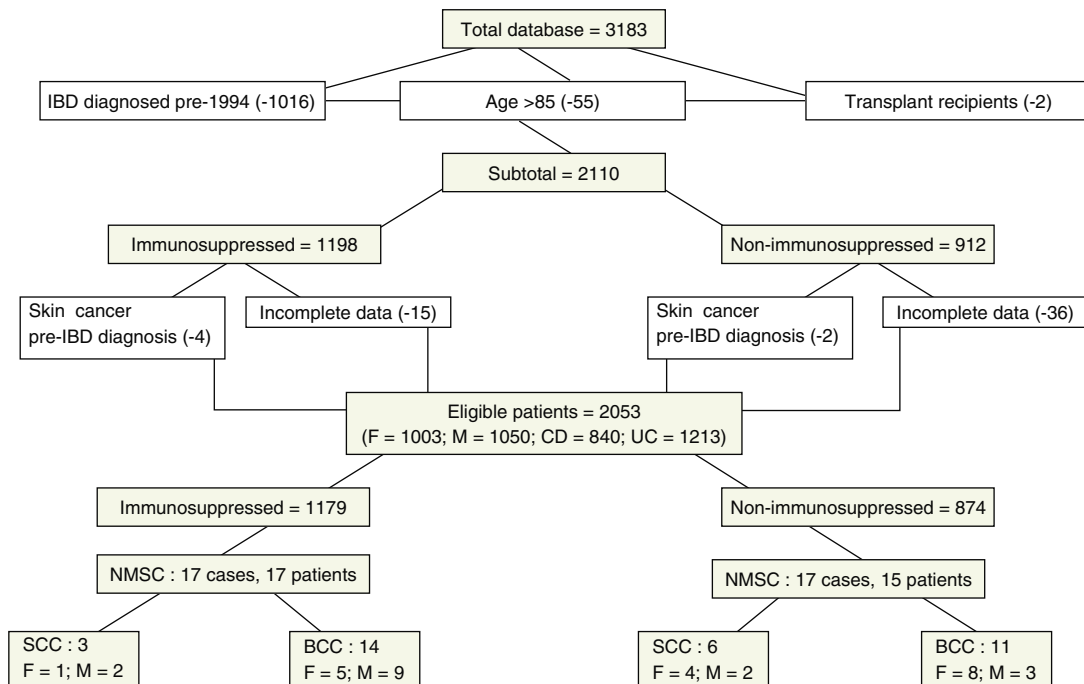 Total database = 3183
IBD diagnosed pre-1994 (-1016)
Age >85 (-55)
Transplant recipients (-2)
Subtotal = 2110
Immunosuppressed = 1198
Non-immunosuppressed = 912
Skin cancer
pre-IBD diagnosis (-4)
Incomplete data (-15)
Skin cancer
pre-IBD diagnosis (-2)
Incomplete data (-36)
Eligible patients = 2053
(F = 1003; M = 1050; CD = 840; UC = 1213)
Immunosuppressed = 1179
Non-immunosuppressed = 874
NMSC : 17 cases, 17 patients
NMSC : 17 cases, 15 patients
SCC : 3
F = 1; M = 2
BCC : 14
F = 5; M = 9
SCC : 6
F = 4; M = 2
BCC : 11
F = 8; M = 3